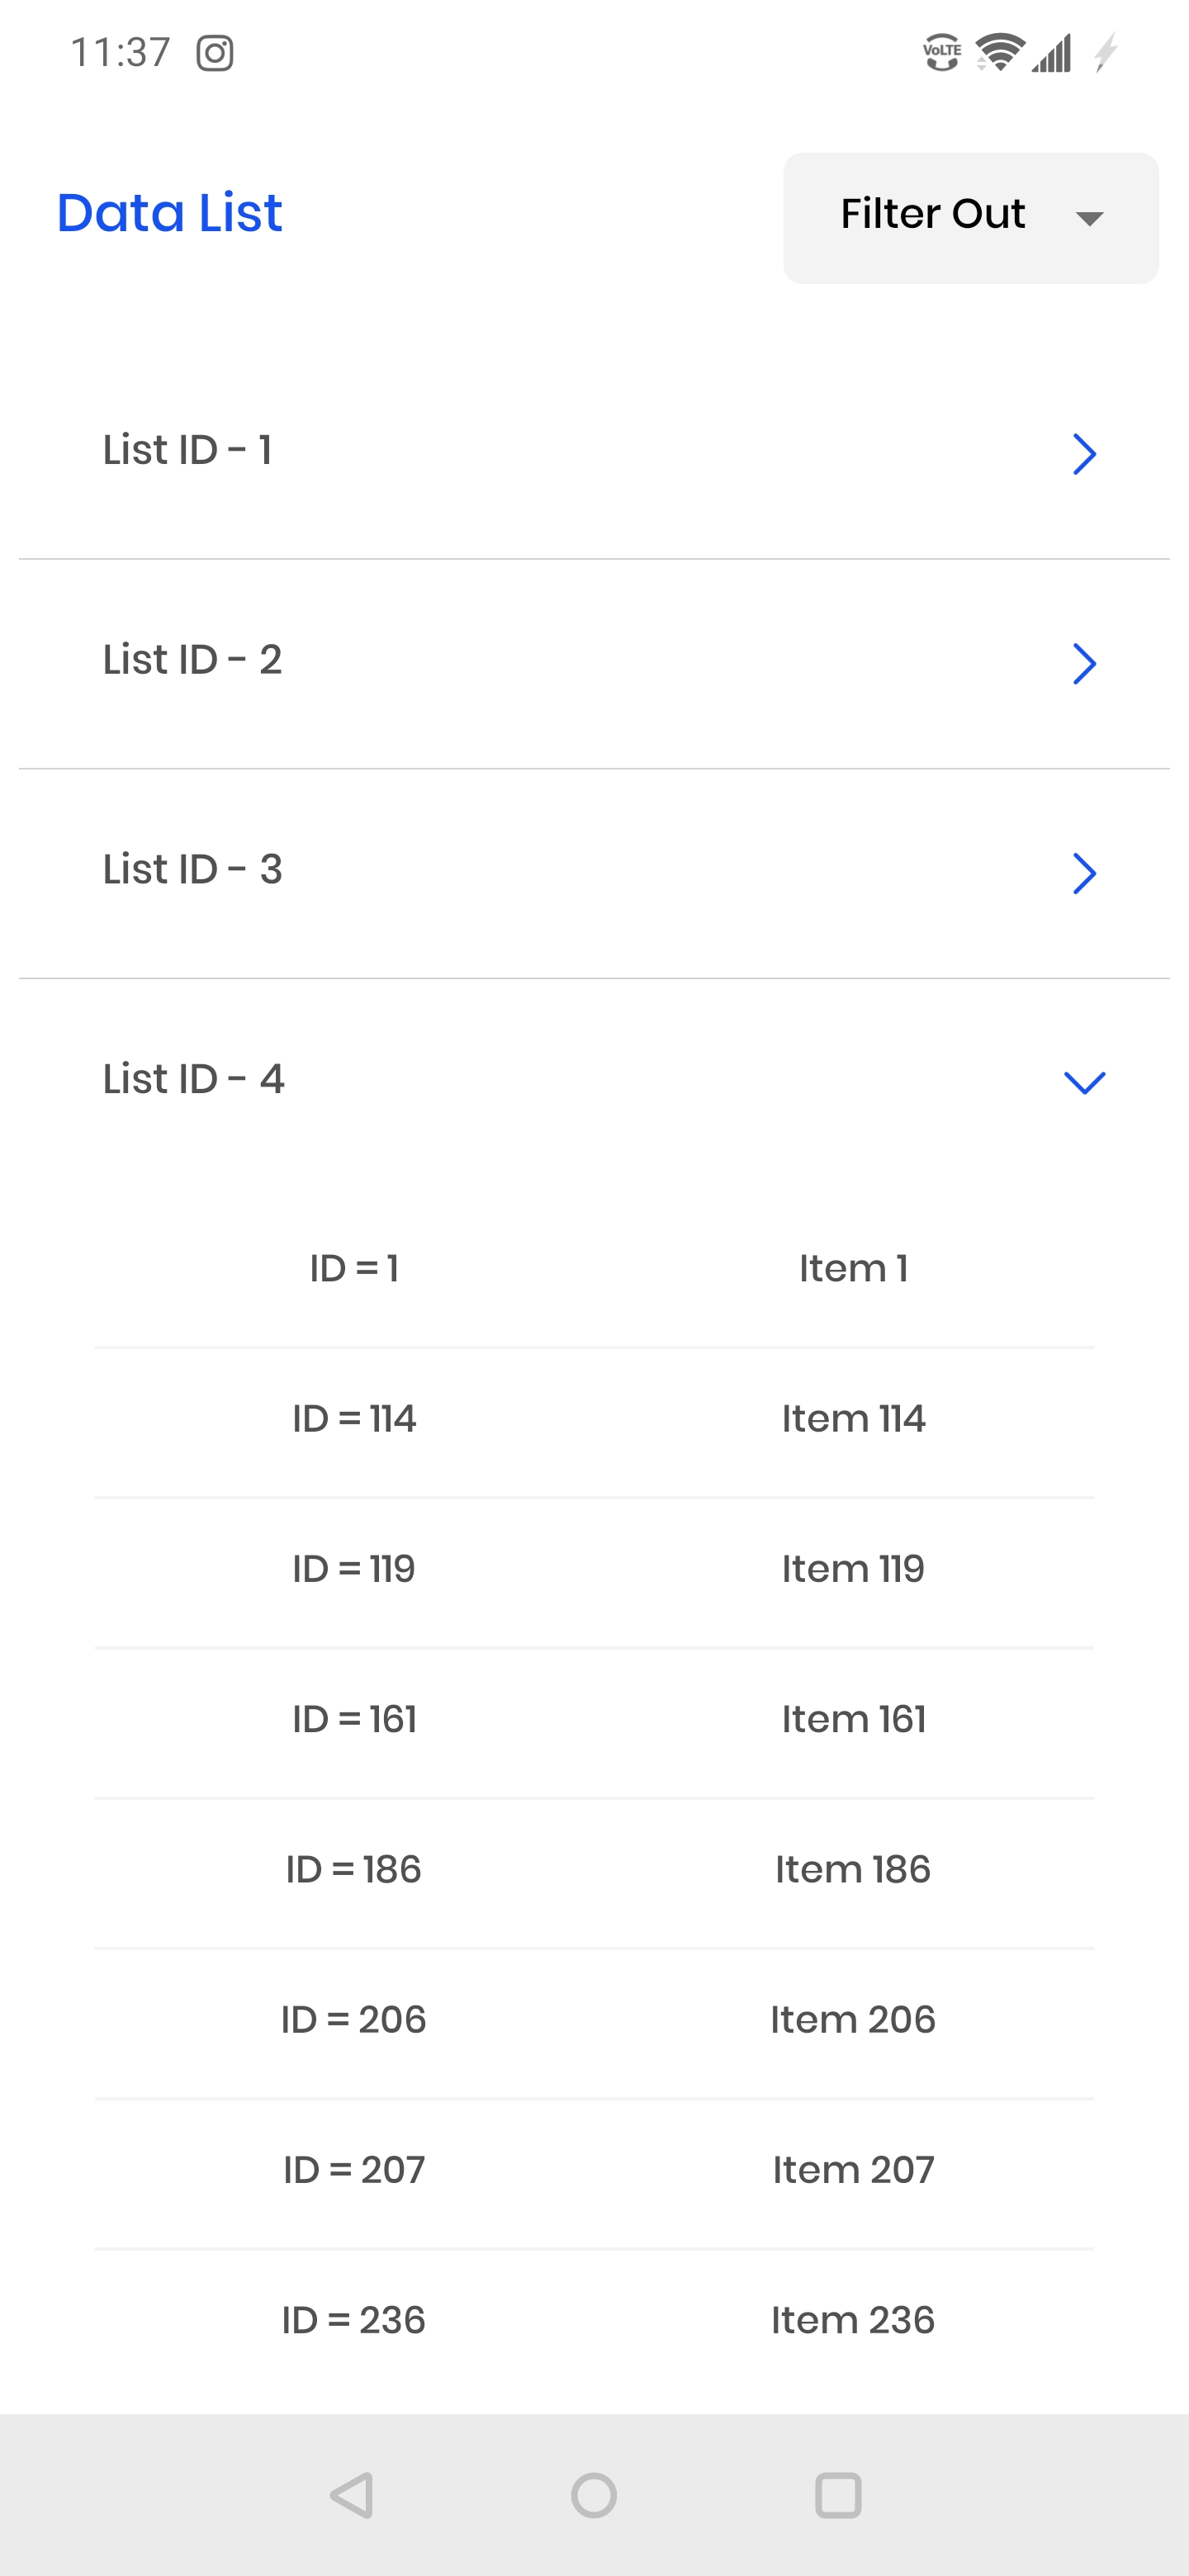 11:37 VoLTE
Data List Filter Out
List ID - 1
List ID - 2
List ID - 3
List ID - 4
ID = 1 Item 1
ID = 114 Item 114
ID = 119 Item 119
ID = 161 Item 161
ID = 186 Item 186
ID = 206 Item 206
ID = 207 Item 207
ID = 236 Item 236